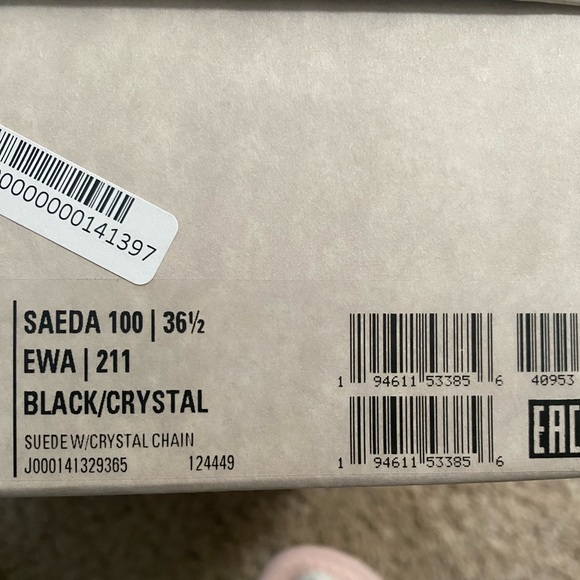 0000000000141397
SAEDA 100 | 36½
EWA | 211
BLACK/CRYSTAL
SUEDE W/CRYSTAL CHAIN
J000141329365 124449
1 94611 53385 6
40953
1 94611 53385 6
EAC